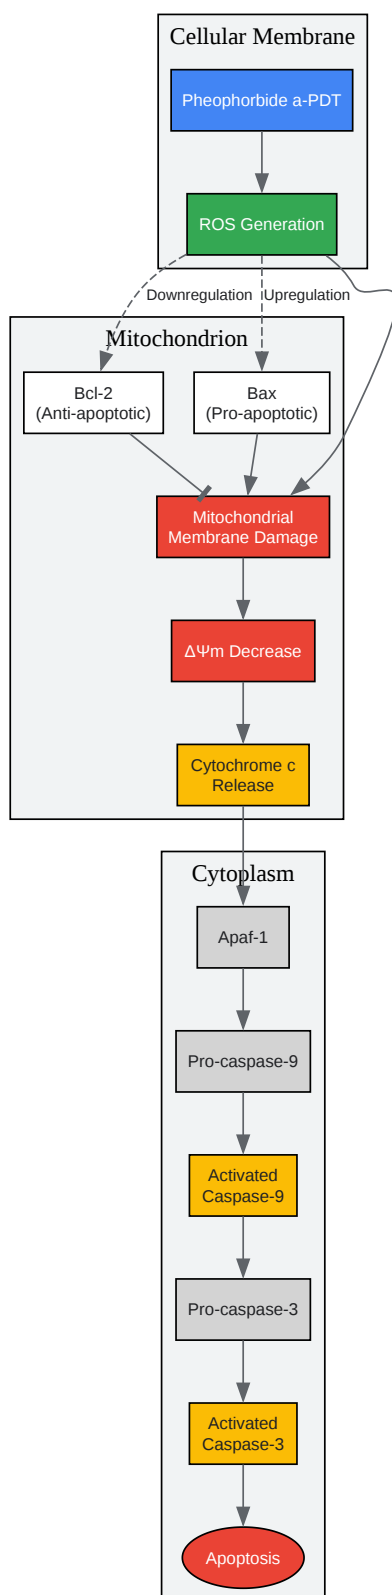 Cellular Membrane
Pheophorbide a-PDT
ROS Generation
Downregulation
Upregulation
Mitochondrion
Bcl-2
(Anti-apoptotic)
Bax
(Pro-apoptotic)
Mitochondrial
Membrane Damage
ΔΨm Decrease
Cytochrome c
Release
Cytoplasm
Apaf-1
Pro-caspase-9
Activated
Caspase-9
Pro-caspase-3
Activated
Caspase-3
Apoptosis